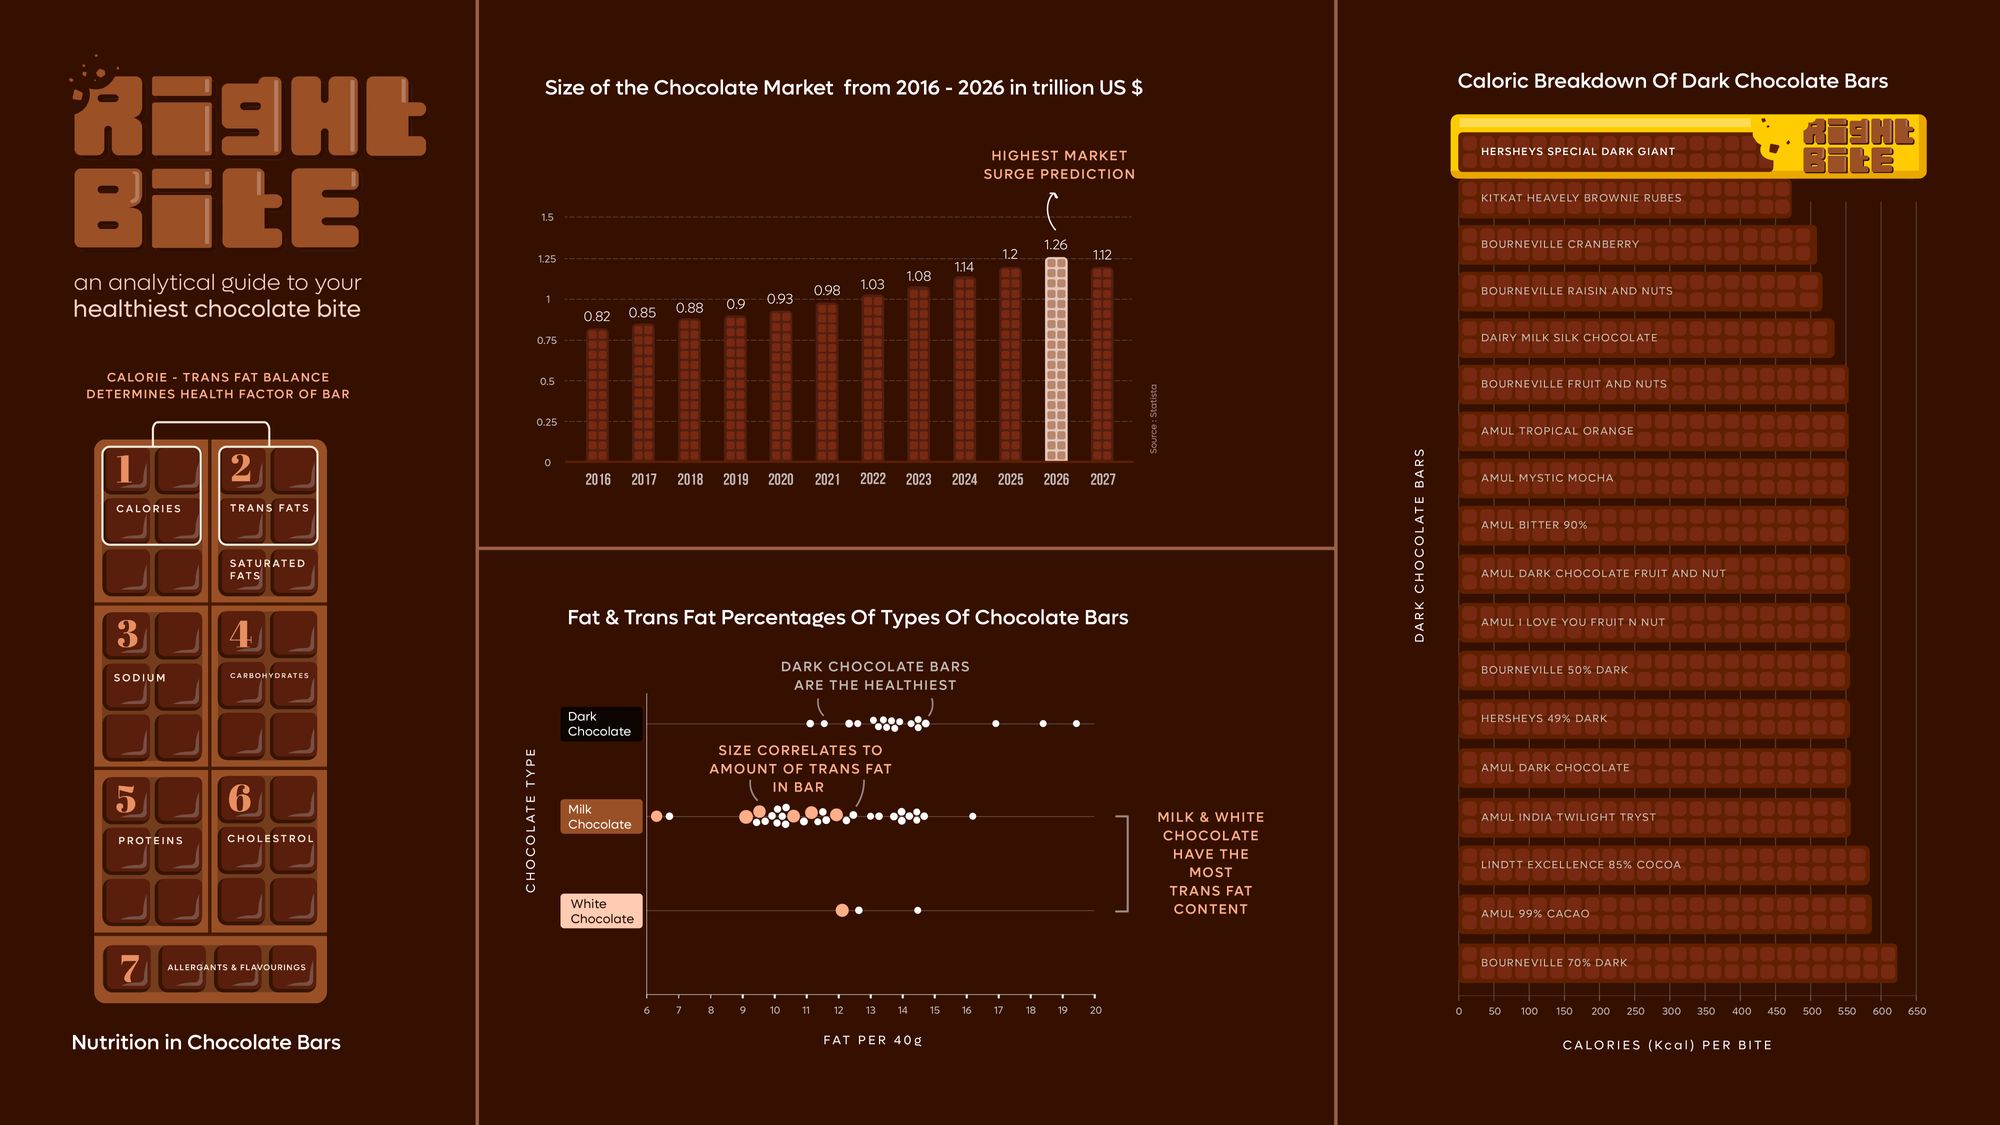 RigHt
BitE
an analytical guide to your
healthiest chocolate bite
CALORIE - TRANS FAT BALANCE
DETERMINES HEALTH FACTOR OF BAR
1
CALORIES
2
TRANS FATS
SATURATED
FATS
3
SODIUM
4
CARBOHYDRATES
5
PROTEINS
6
CHOLESTROL
7
ALLERGANTS & FLAVOURINGS
Nutrition in Chocolate Bars
Size of the Chocolate Market from 2016 - 2026 in trillion US $
HIGHEST MARKET
SURGE PREDICTION
1.5
1.25
1
0.75
0.5
0.25
0
0.82
0.85
0.88
0.9
0.93
0.98
1.03
1.08
1.14
1.2
1.26
1.12
2016
2017
2018
2019
2020
2021
2022
2023
2024
2025
2026
2027
Source : Statista
Fat & Trans Fat Percentages Of Types Of Chocolate Bars
DARK CHOCOLATE BARS
ARE THE HEALTHIEST
Dark
Chocolate
SIZE CORRELATES TO
AMOUNT OF TRANS FAT
IN BAR
Milk
Chocolate
White
Chocolate
CHOCOLATE TYPE
MILK & WHITE
CHOCOLATE
HAVE THE
MOST
TRANS FAT
CONTENT
6
7
8
9
10
11
12
13
14
15
16
17
18
19
20
FAT PER 40g
Caloric Breakdown Of Dark Chocolate Bars
HERSHEYS SPECIAL DARK GIANT
RigHt
BitE
KITKAT HEAVELY BROWNIE RUBES
BOURNEVILLE CRANBERRY
BOURNEVILLE RAISIN AND NUTS
DAIRY MILK SILK CHOCOLATE
BOURNEVILLE FRUIT AND NUTS
AMUL TROPICAL ORANGE
AMUL MYSTIC MOCHA
AMUL BITTER 90%
AMUL DARK CHOCOLATE FRUIT AND NUT
AMUL I LOVE YOU FRUIT N NUT
BOURNEVILLE 50% DARK
HERSHEYS 49% DARK
AMUL DARK CHOCOLATE
AMUL INDIA TWILIGHT TRYST
LINDTT EXCELLENCE 85% COCOA
AMUL 99% CACAO
BOURNEVILLE 70% DARK
DARK CHOCOLATE BARS
0
50
100
150
200
250
300
350
400
450
500
550
600
650
CALORIES (Kcal) PER BITE